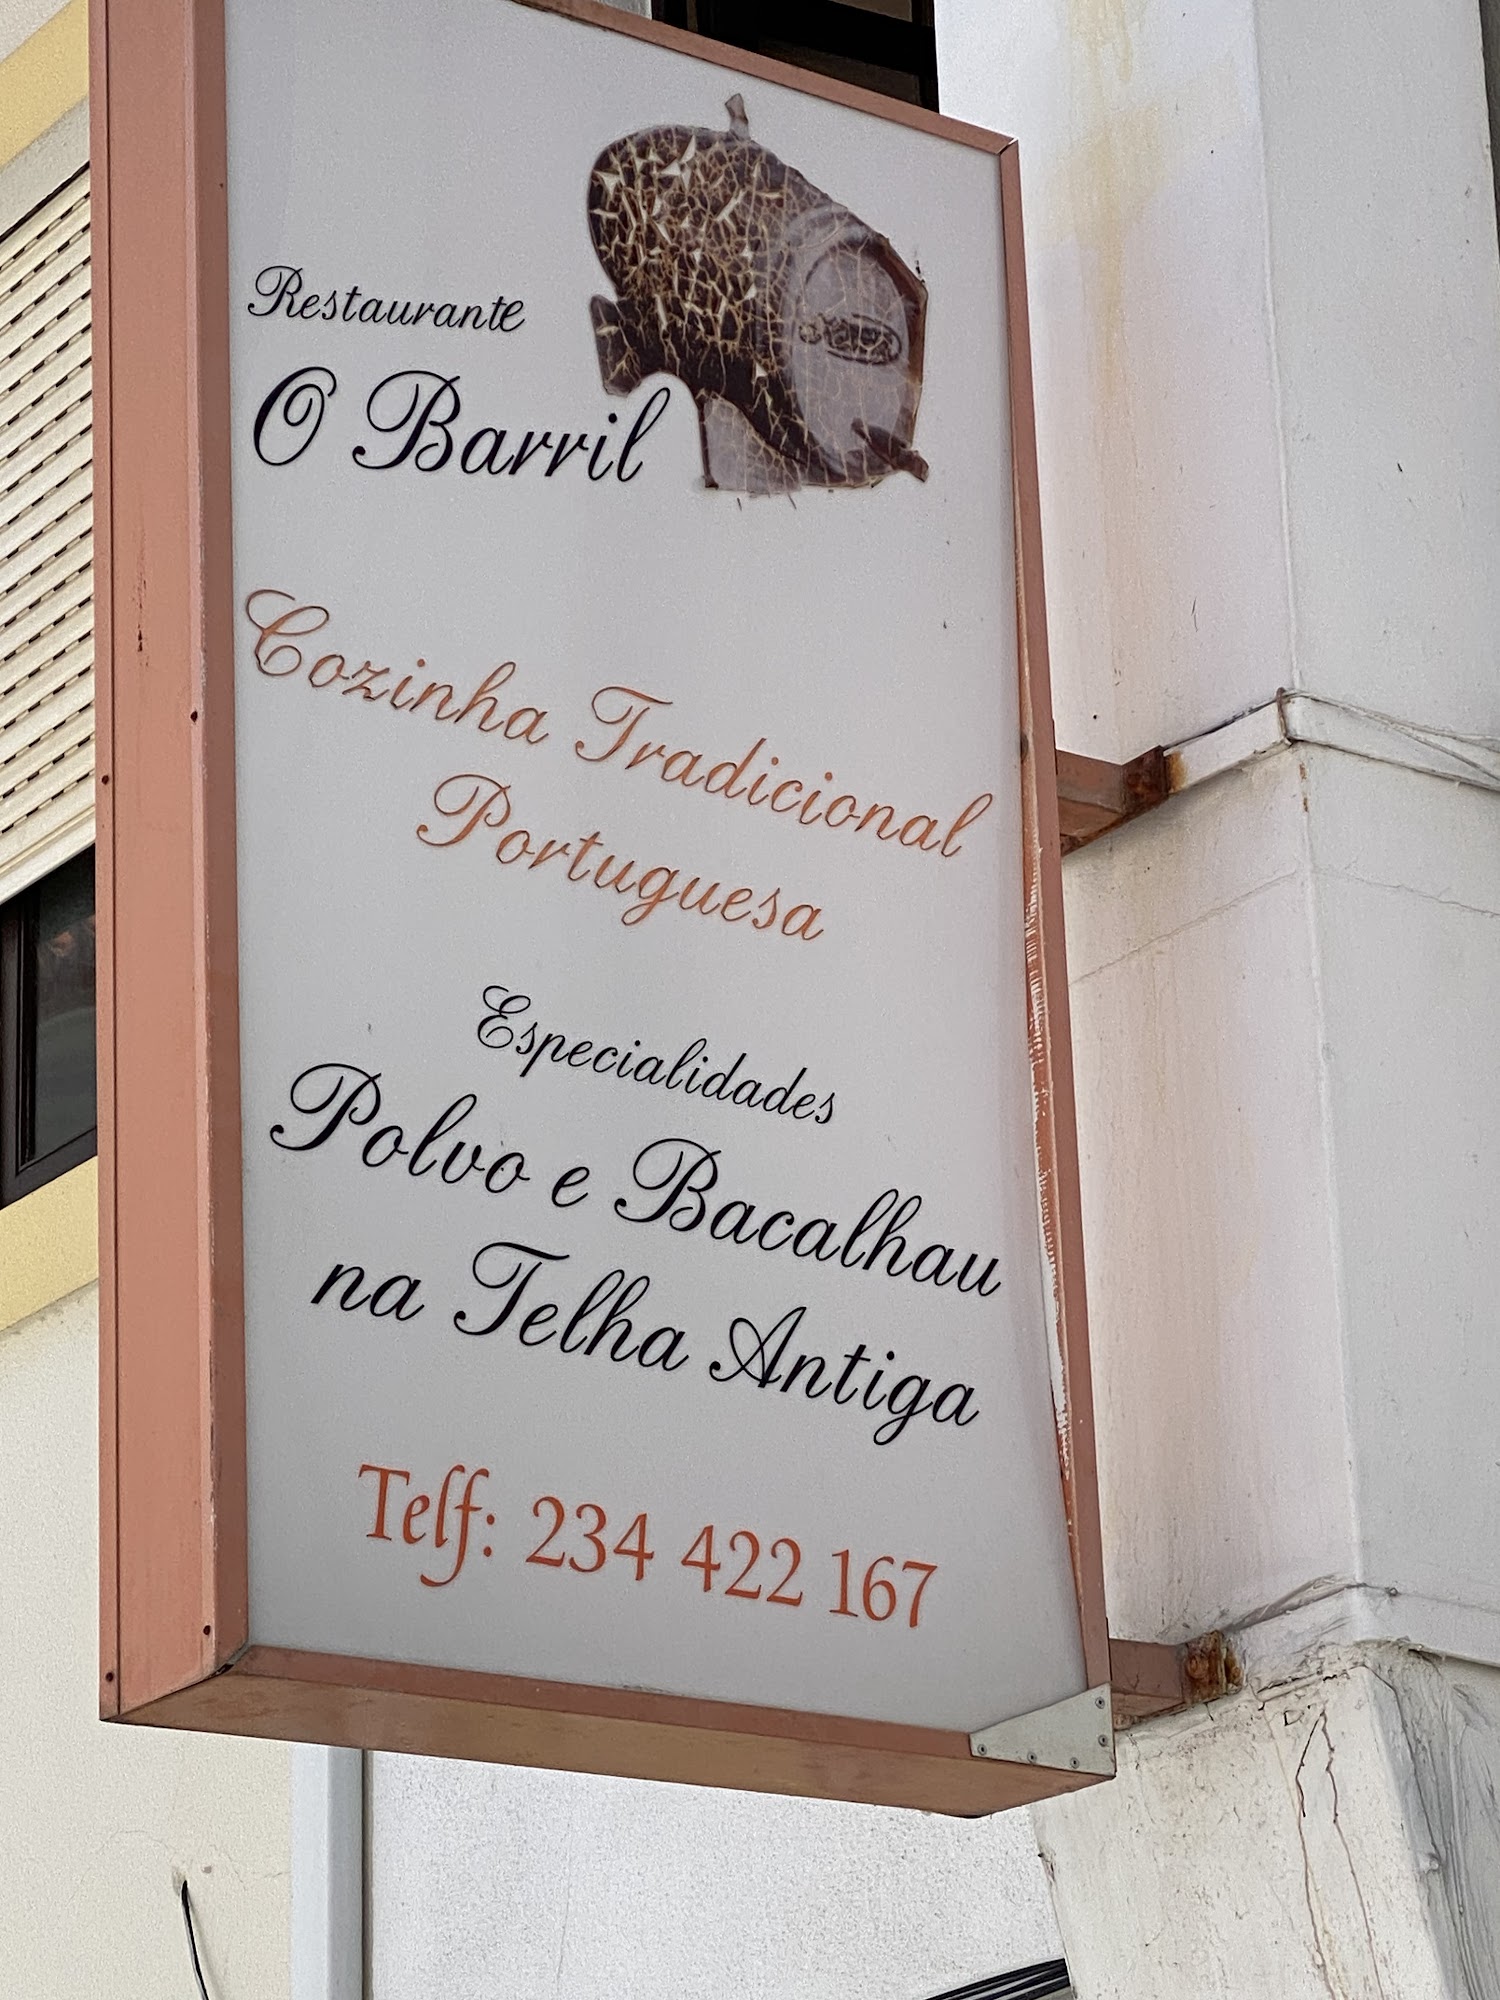 Restaurante
O Barril
Cozinha Tradicional
Portuguesa
Especialidades
Polvo e Bacalhau
na Telha Antiga
Telf: 234 422 167